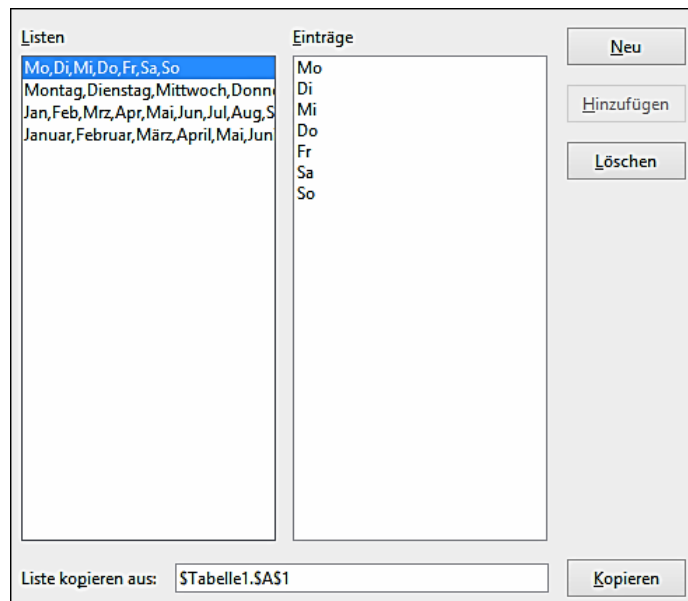 Listen
Mo,Di,Mi,Do,Fr,Sa,So
Montag,Dienstag,Mittwoch,Donne
Jan,Feb,Mrz,Apr,Mai,Jun,Jul,Aug,S
Januar,Februar,März,April,Mai,Jun
Einträge
Mo
Di
Mi
Do
Fr
Sa
So
Neu
Hinzufügen
Löschen
Liste kopieren aus: $Tabelle1.$A$1
Kopieren